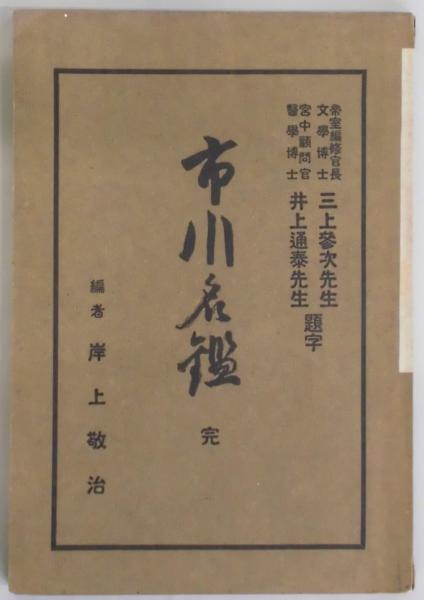 帝室編修官長
文學博士
三上參次先生
宮中顧問官
醫學博士
井上通泰先生
題字
市川名鑑
完
編者 岸上敬治